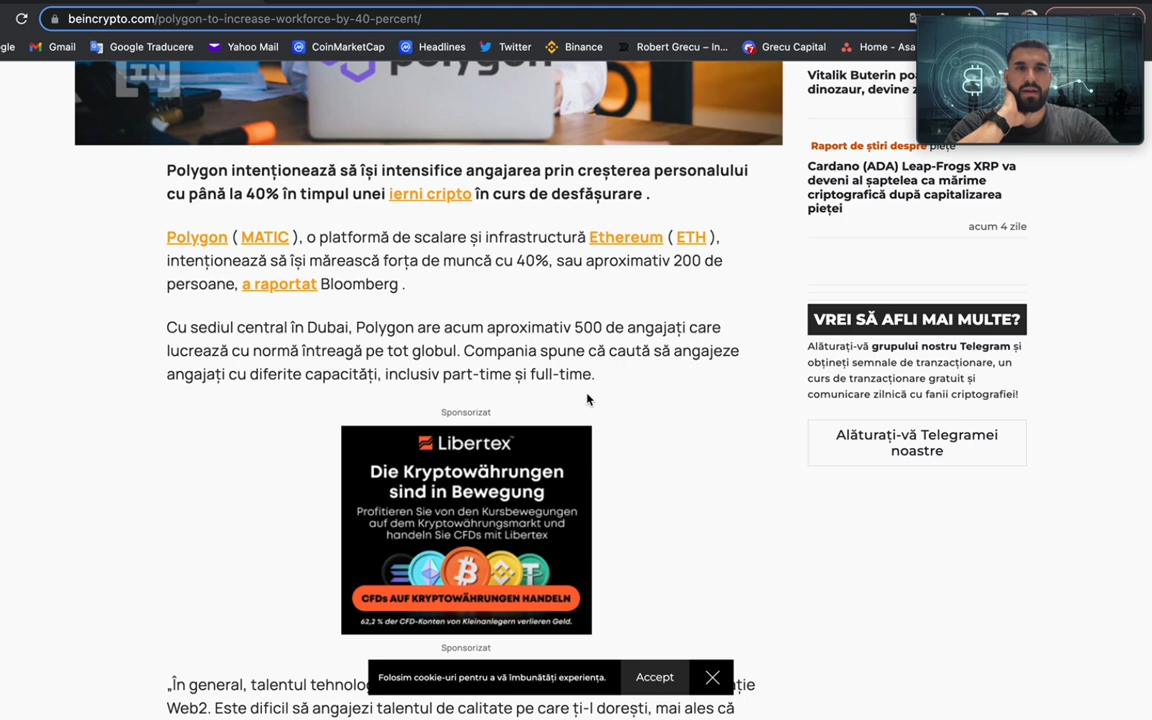 beincrypto.com/polygon-to-increase-workforce-by-40-percent/
gle Gmail Google Traducere Yahoo Mail CoinMarketCap Headlines Twitter Binance Robert Grecu – In... Grecu Capital Home - Asa
IN
polygon
Vitalik Buterin
dinozaur, devine
Raport de știri despre piețe
Cardano (ADA) Leap-Frogs XRP va
deveni al șaptelea ca mărime
criptografică după capitalizarea
pieței
acum 4 zile
Polygon intenționează să își intensifice angajarea prin creșterea personalului
cu până la 40% în timpul unei ierni cripto în curs de desfășurare .
Polygon ( MATIC ), o platformă de scalare și infrastructură Ethereum ( ETH ),
intenționează să își mărească forța de muncă cu 40%, sau aproximativ 200 de
persoane, a raportat Bloomberg .
Cu sediul central în Dubai, Polygon are acum aproximativ 500 de angajați care
lucrează cu normă întreagă pe tot globul. Compania spune că caută să angajeze
angajați cu diferite capacități, inclusiv part-time și full-time.
VREI SĂ AFLI MAI MULTE?
Alăturați-vă grupului nostru Telegram și
obțineți semnale de tranzacționare, un
curs de tranzacționare gratuit și
comunicare zilnică cu fanii criptografiei!
Alăturați-vă Telegramei
noastre
Sponsorizat
Libertex
Die Kryptowährungen
sind in Bewegung
Profitieren Sie von den Kursbewegungen
auf dem Kryptowährungsmarkt und
handeln Sie CFDs mit Libertex
CFDs AUF KRYPTOWÄHRUNGEN HANDELN
62,2 % der CFD-Konten von Kleinanlegern verlieren Geld.
Sponsorizat
Folosim cookie-uri pentru a vă îmbunătăți experiența. Accept
„În general, talentul
Web2. Este dificil să angajezi talentul de calitate pe care ți-l dorești, mai ales că